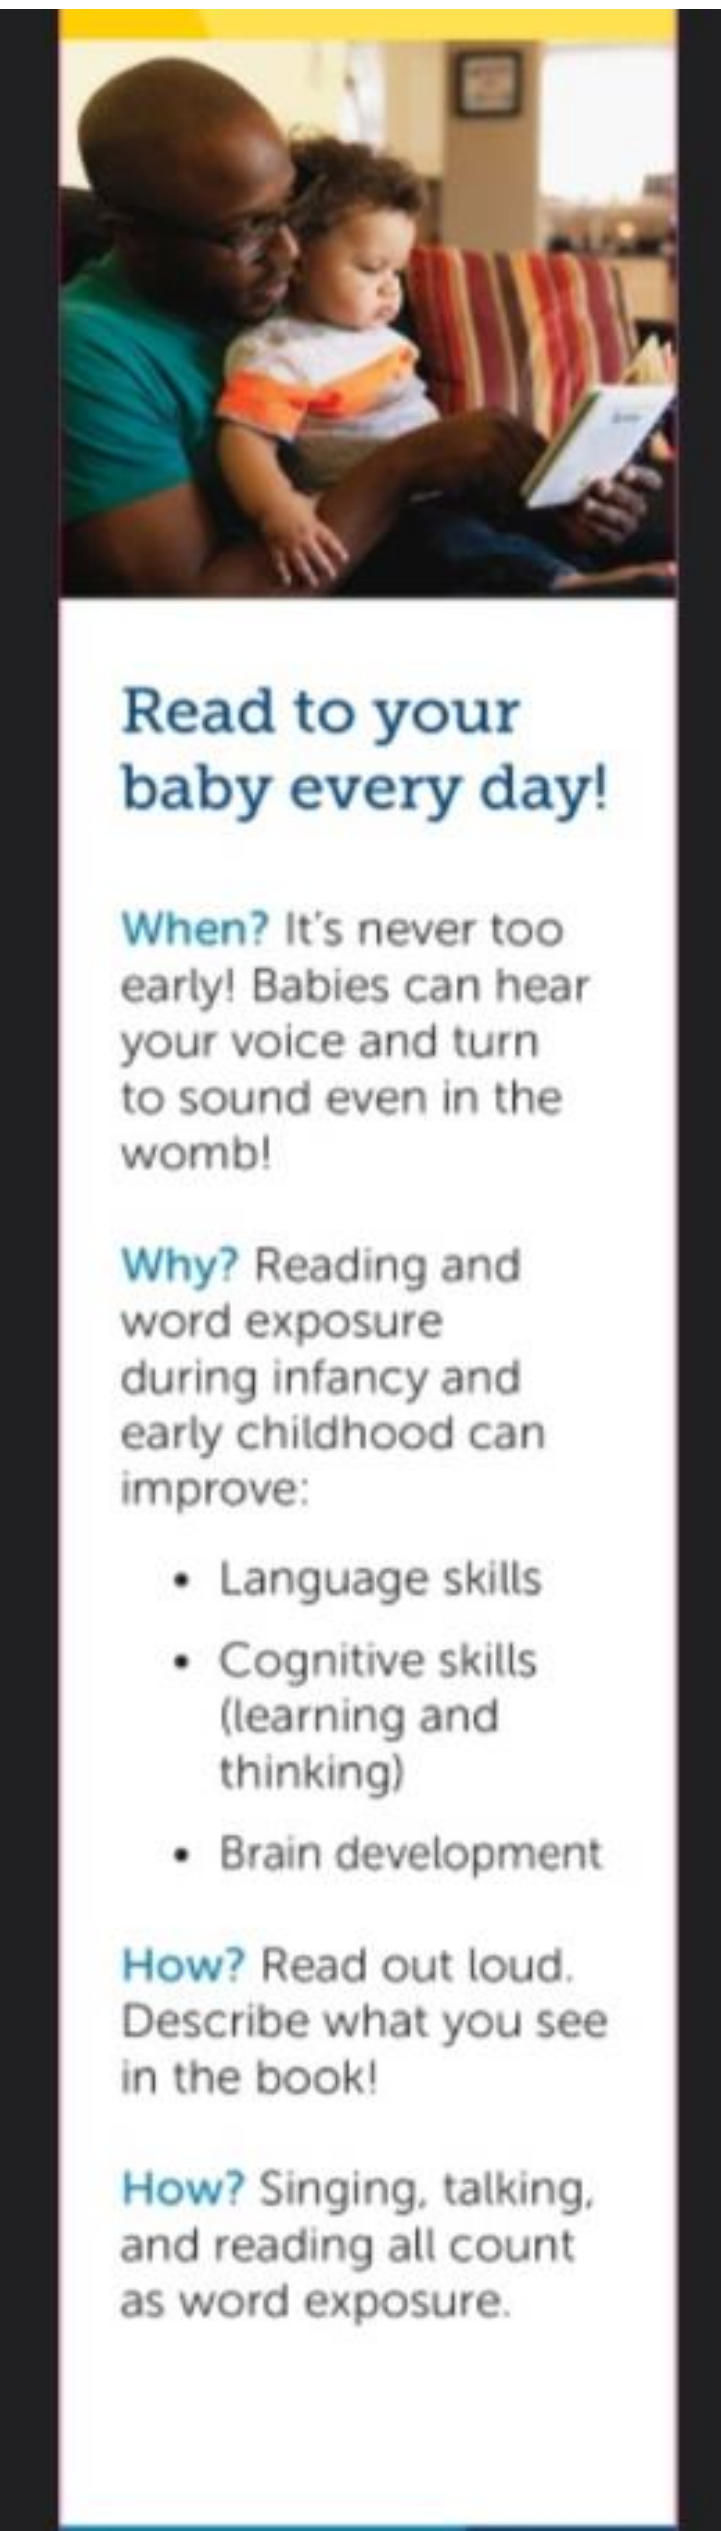 Read to your
baby every day!
When? It's never too
early! Babies can hear
your voice and turn
to sound even in the
womb!
Why? Reading and
word exposure
during infancy and
early childhood can
improve:
• Language skills
• Cognitive skills
(learning and
thinking)
• Brain development
How? Read out loud.
Describe what you see
in the book!
How? Singing, talking,
and reading all count
as word exposure.